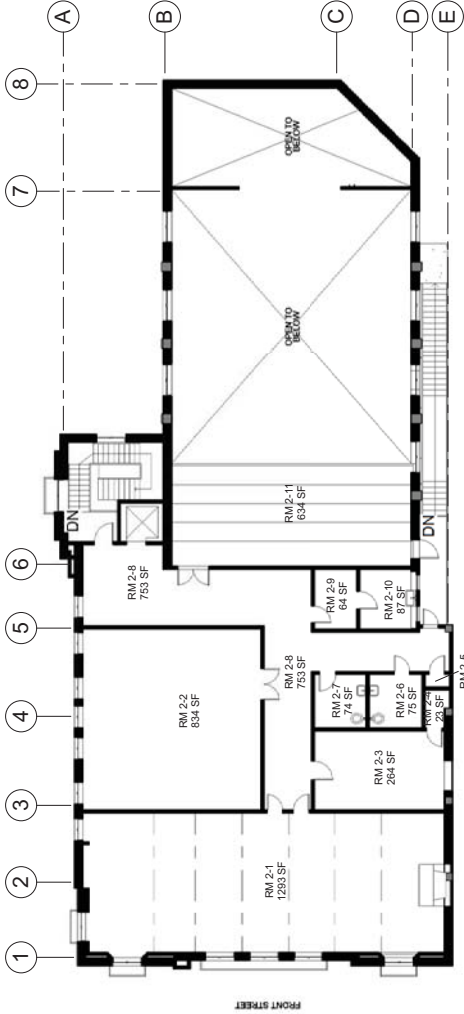 A
B
C
D
E
8
7
6
5
4
3
2
1
OPEN TO
BELOW
OPEN TO
BELOW
DN
RM 2-8
753 SF
RM 2-11
634 SF
DN
RM 2-9
64 SF
RM 2-10
87 SF
RM 2-2
834 SF
RM 2-8
753 SF
RM 2-7
74 SF
RM 2-6
75 SF
RM 2-4
23 SF
RM 2-5
RM 2-3
264 SF
RM 2-1
1293 SF
FRONT STREET